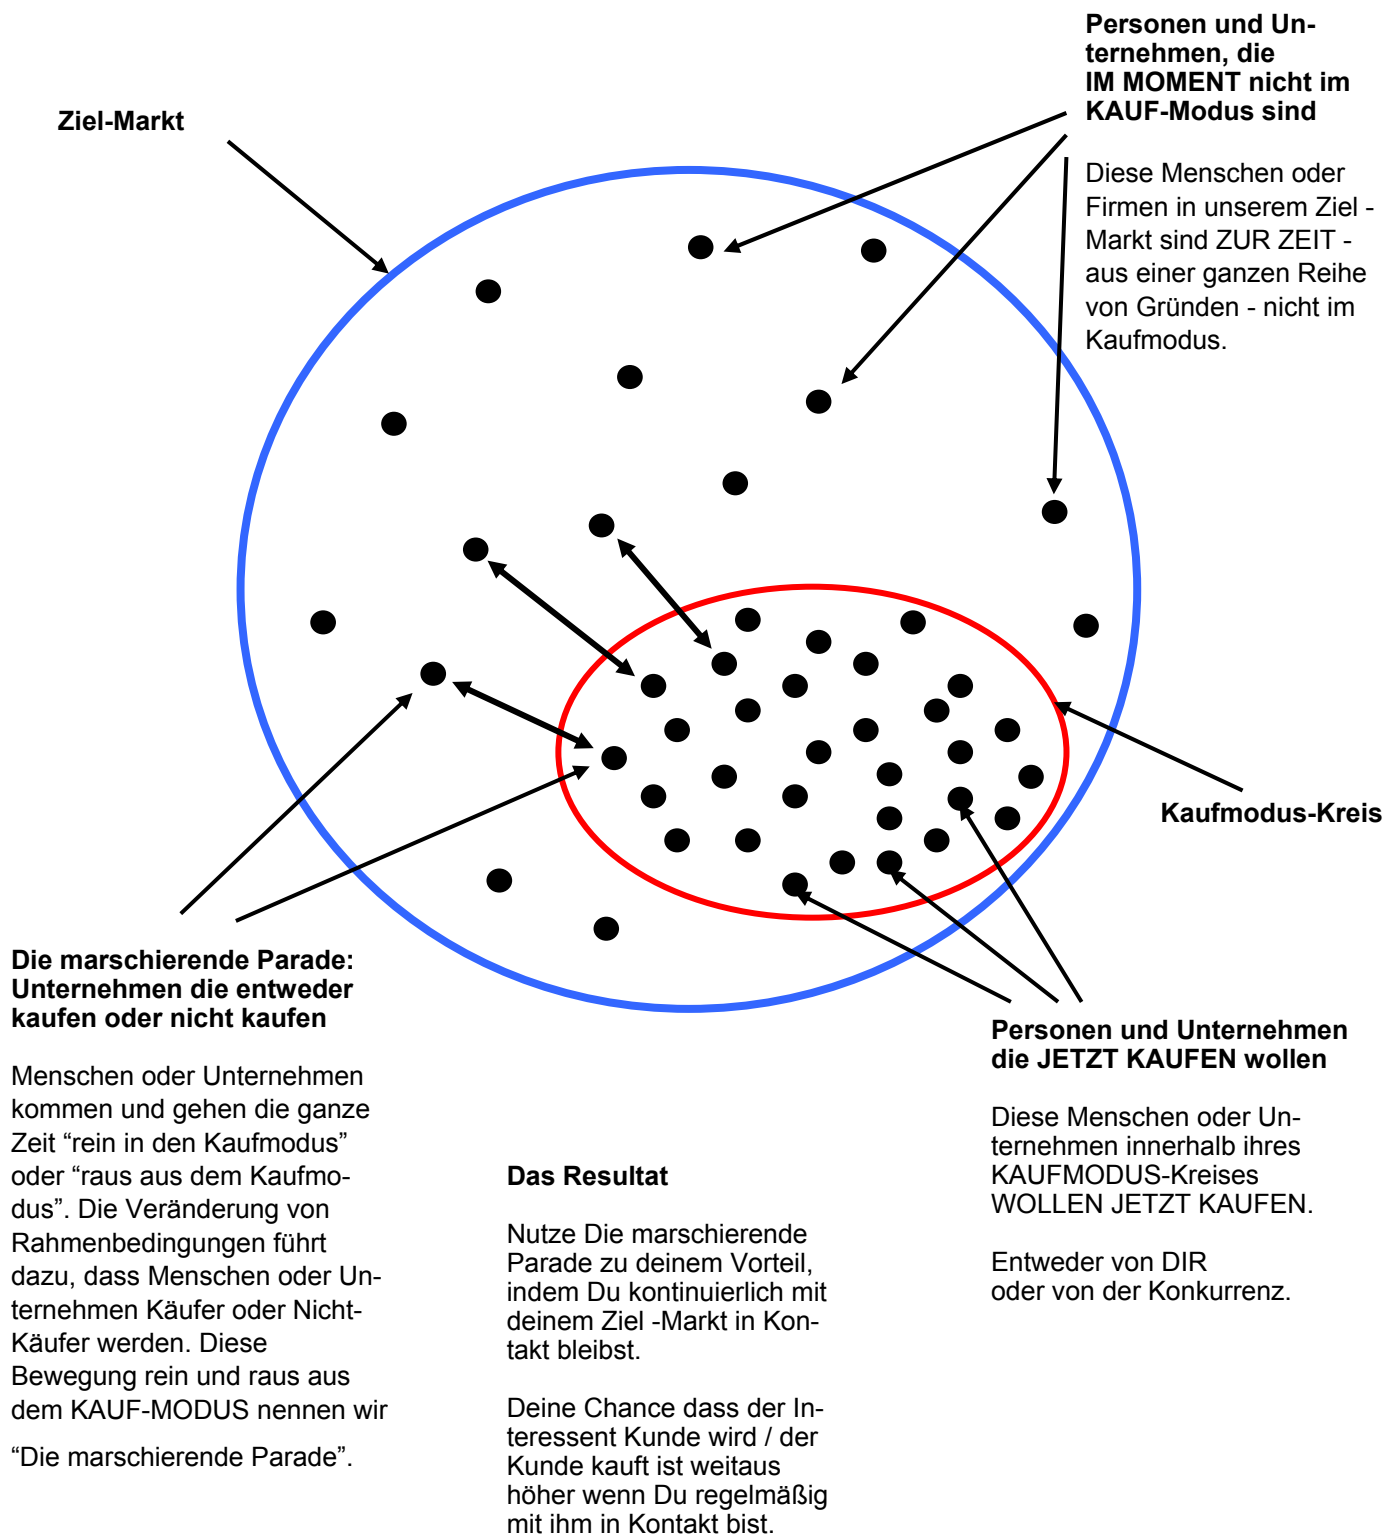 Ziel-Markt
Personen und Un-
ternehmen, die
IM MOMENT nicht im
KAUF-Modus sind
Diese Menschen oder
Firmen in unserem Ziel -
Markt sind ZUR ZEIT -
aus einer ganzen Reihe
von Gründen - nicht im
Kaufmodus.
Kaufmodus-Kreis
Die marschierende Parade:
Unternehmen die entweder
kaufen oder nicht kaufen
Menschen oder Unternehmen
kommen und gehen die ganze
Zeit “rein in den Kaufmodus”
oder “raus aus dem Kaufmo-
dus”. Die Veränderung von
Rahmenbedingungen führt
dazu, dass Menschen oder Un-
ternehmen Käufer oder Nicht-
Käufer werden. Diese
Bewegung rein und raus aus
dem KAUF-MODUS nennen wir
“Die marschierende Parade”.
Das Resultat
Nutze Die marschierende
Parade zu deinem Vorteil,
indem Du kontinuierlich mit
deinem Ziel -Markt in Kon-
takt bleibst.
Deine Chance dass der In-
teressent Kunde wird / der
Kunde kauft ist weitaus
höher wenn Du regelmäßig
mit ihm in Kontakt bist.
Personen und Unternehmen
die JETZT KAUFEN wollen
Diese Menschen oder Un-
ternehmen innerhalb ihres
KAUFMODUS-Kreises
WOLLEN JETZT KAUFEN.
Entweder von DIR
oder von der Konkurrenz.